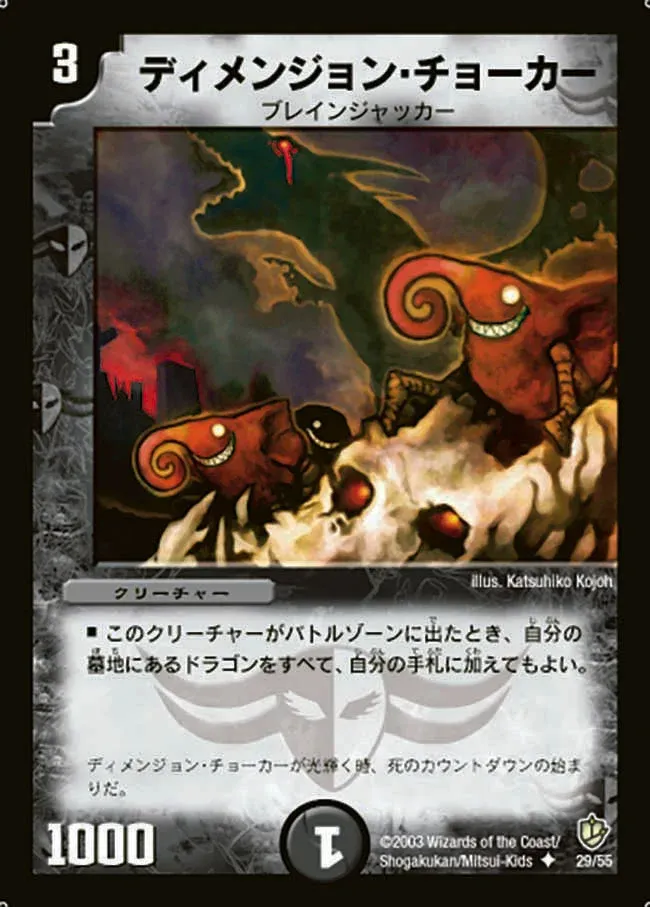 3
ディメンジョン・チョーカー
ブレインジャッカー
illus. Katsuhiko Kojoh
クリーチャー
■ このクリーチャーがバトルゾーンに出たとき、自分の
墓地にあるドラゴンをすべて、自分の手札に加えてもよい。
ディメンジョン・チョーカーが光輝く時、死のカウントダウンの始ま
りだ。
1000
1
©2003 Wizards of the Coast/
Shogakukan/Mitsui-Kids
29/55